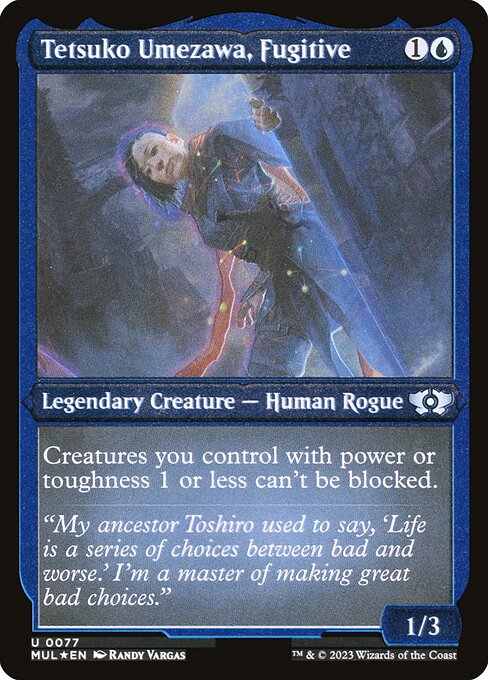 Tetsuko Umezawa, Fugitive 1
Legendary Creature — Human Rogue
Creatures you control with power or
toughness 1 or less can't be blocked.
“My ancestor Toshiro used to say, ‘Life
is a series of choices between bad and
worse.’ I'm a master of making great
bad choices.”
1/3
U 0077
MUL★EN Randy Vargas ™ & © 2023 Wizards of the Coast